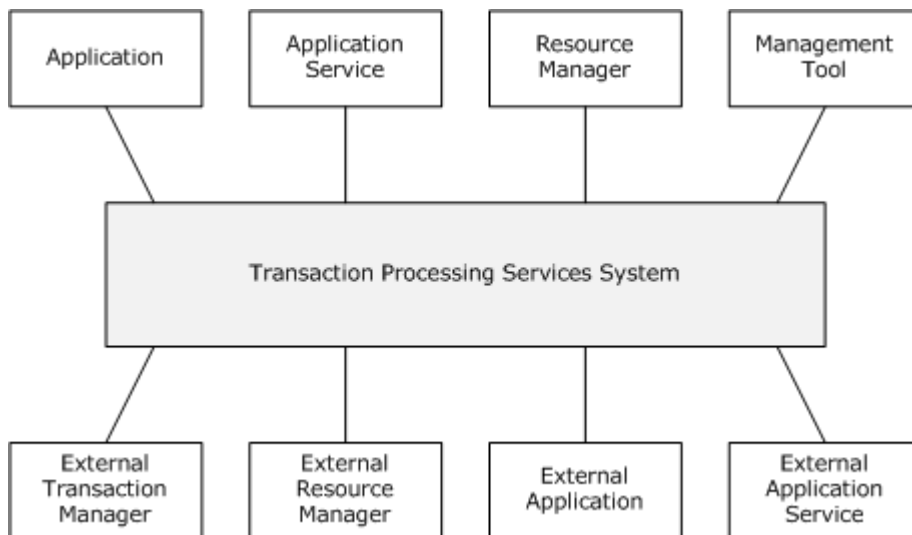 Application
Application
Service
Resource
Manager
Management
Tool
Transaction Processing Services System
External
Transaction
Manager
External
Resource
Manager
External
Application
External
Application
Service